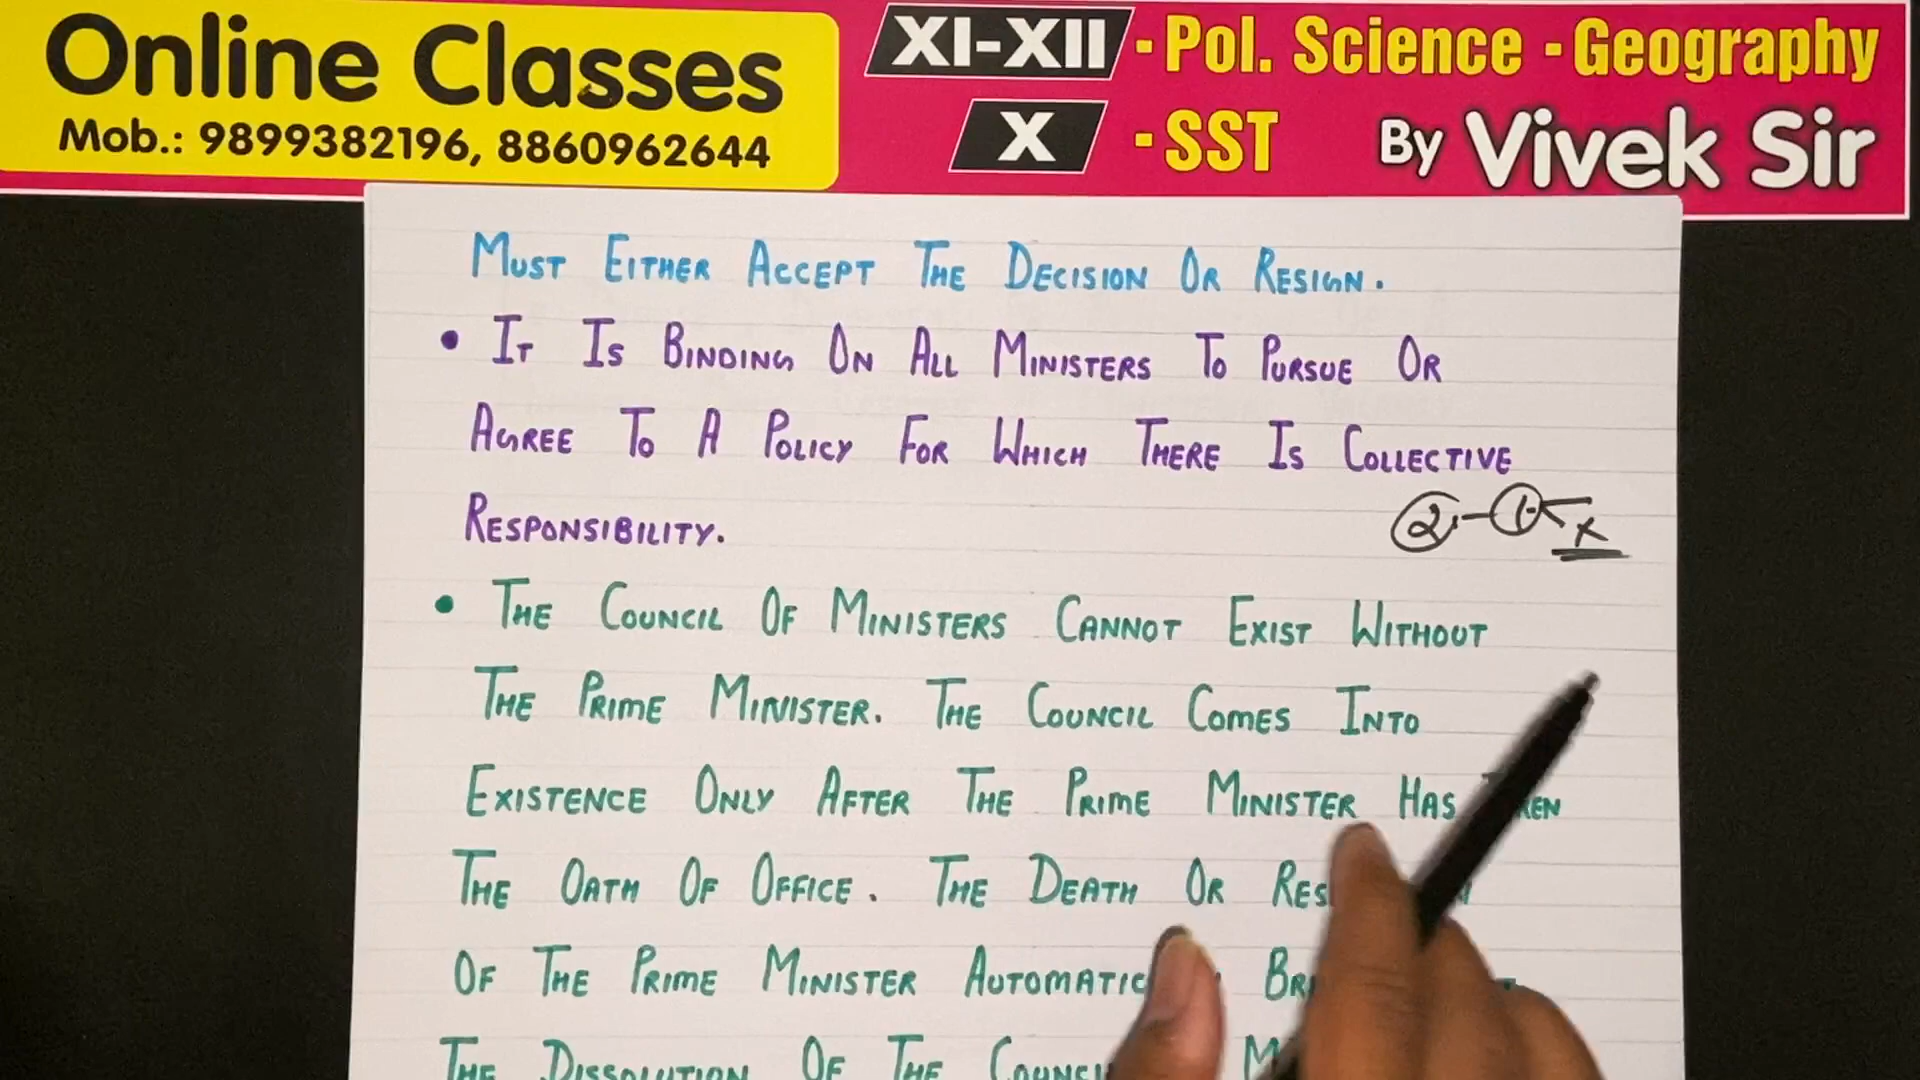 Online Classes
Mob.: 9899382196, 8860962644
XI-XII - Pol. Science - Geography
X - SST By Vivek Sir
MUST EITHER ACCEPT THE DECISION OR RESIGN.
• IT IS BINDING ON ALL MINISTERS TO PURSUE OR
AGREE TO A POLICY FOR WHICH THERE IS COLLECTIVE
RESPONSIBILITY.
2 - 1 x
• THE COUNCIL OF MINISTERS CANNOT EXIST WITHOUT
THE PRIME MINISTER. THE COUNCIL COMES INTO
EXISTENCE ONLY AFTER THE PRIME MINISTER HAS
THE OATH OF OFFICE. THE DEATH OR
OF THE PRIME MINISTER
THE DISSOLUTION OF THE